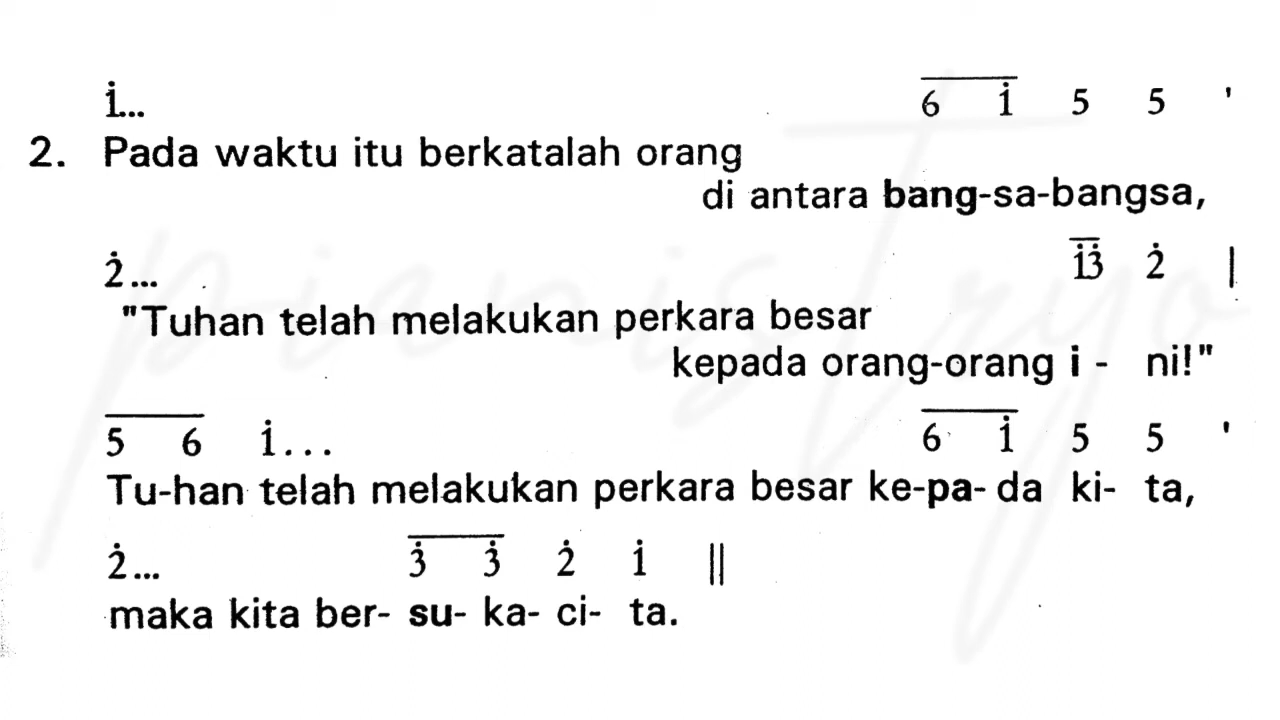 i̇... 6 i̇ 5 5 '
2. Pada waktu itu berkatalah orang
di antara bang-sa-bangsa,
2̇... i̇3̇ 2̇ |
"Tuhan telah melakukan perkara besar
kepada orang-orang i - ni!"
5 6 i̇... 6 i̇ 5 5 '
Tu-han telah melakukan perkara besar ke-pa- da ki- ta,
2̇... 3̇ 3̇ 2̇ i̇ ||
maka kita ber- su- ka- ci- ta.
pianistryo